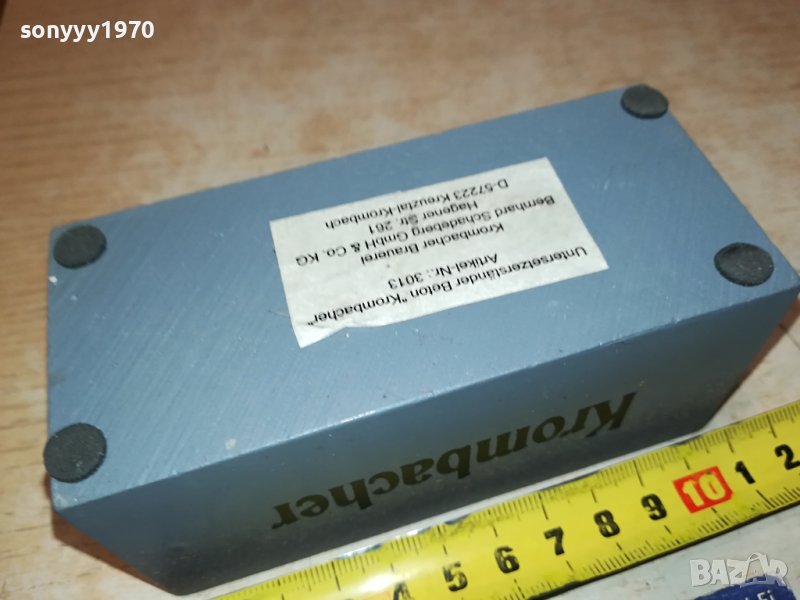 sonyyy1970
Untersetzerständer Beton "Krombacher"
Artikel-Nr.: 3013
Krombacher Brauerei
Bernhard Schadeberg GmbH & Co. KG
Hagener Str. 261
D-57223 Kreuztal-Krombach
Krombacher
4 5 6 7 8 9 10 1 2
BAZAR